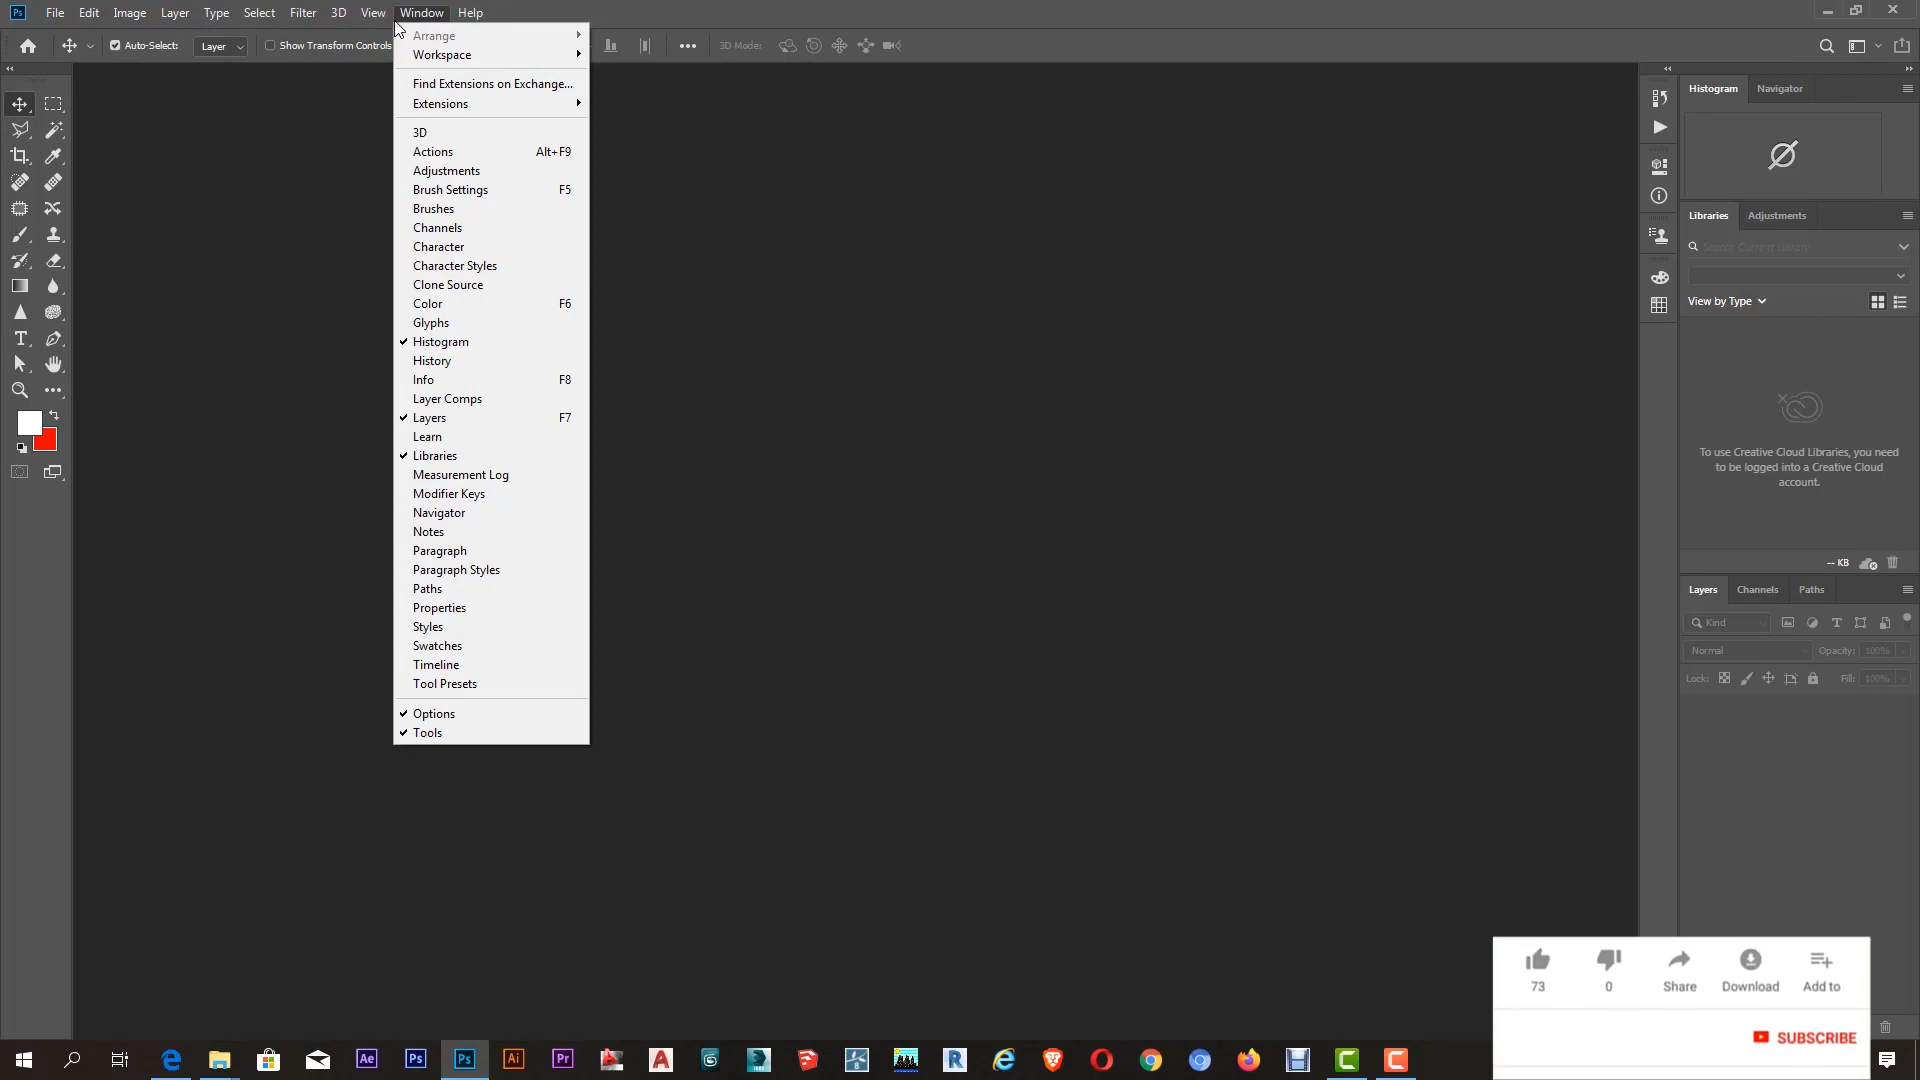 Ps File Edit Image Layer Type Select Filter 3D View Window Help
Auto-Select: Layer Show Transform Controls 3D Mode:
Arrange
Workspace
Find Extensions on Exchange...
Extensions
3D
Actions Alt+F9
Adjustments
Brush Settings F5
Brushes
Channels
Character
Character Styles
Clone Source
Color F6
Glyphs
Histogram
History
Info F8
Layer Comps
Layers F7
Learn
Libraries
Measurement Log
Modifier Keys
Navigator
Notes
Paragraph
Paragraph Styles
Paths
Properties
Styles
Swatches
Timeline
Tool Presets
Options
Tools
Histogram Navigator
Libraries Adjustments
Search Current Library
View by Type
To use Creative Cloud Libraries, you need
to be logged into a Creative Cloud
account.
-- KB
Layers Channels Paths
Kind
Normal Opacity: 100%
Lock: Fill: 100%
73 0 Share Download Add to
SUBSCRIBE
Ae Ps Ps Ai Pr